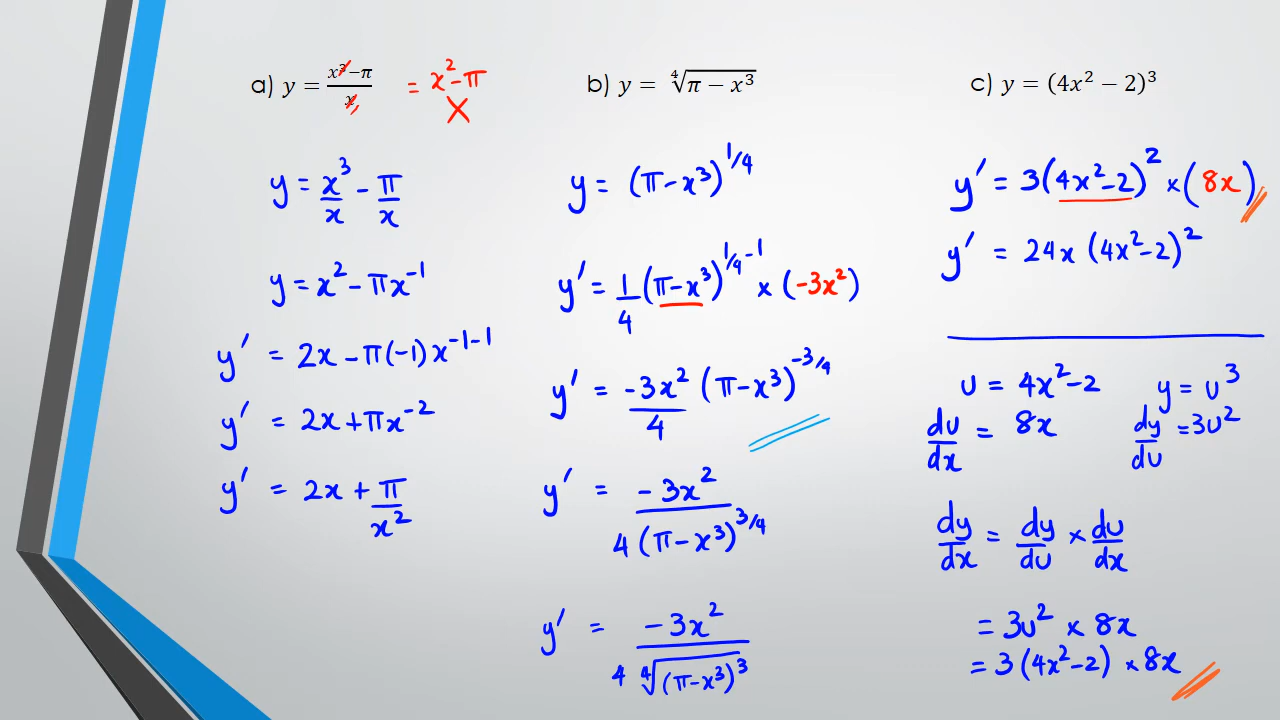 a) y = (x³ − π)/x = x² − π X
y = x³/x − π/x
y = x² − πx⁻¹
y′ = 2x − π(−1)x⁻¹⁻¹
y′ = 2x + πx⁻²
y′ = 2x + π/x²
b) y = ∜(π − x³)
y = (π − x³)^1/4
y′ = 1/4 (π − x³)^1/4 − 1 × (−3x²)
y′ = −3x²/4 (π − x³)^−3/4
y′ = −3x² / 4(π − x³)^3/4
y′ = −3x² / 4 ∜(π − x³)³
c) y = (4x² − 2)³
y′ = 3(4x² − 2)² × (8x)
y′ = 24x (4x² − 2)²
u = 4x² − 2 y = u³
du/dx = 8x dy/du = 3u²
dy/dx = dy/du × du/dx
= 3u² × 8x
= 3(4x² − 2) × 8x